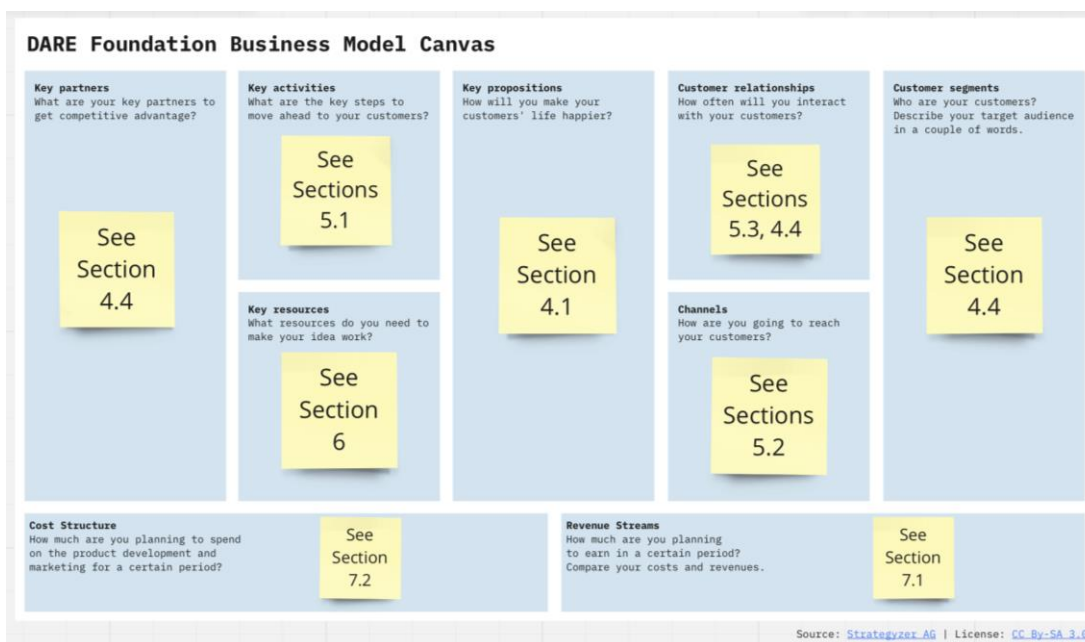 DARE Foundation Business Model Canvas
Key partners
What are your key partners to
get competitive advantage?
See
Section
4.4
Key activities
What are the key steps to
move ahead to your customers?
See
Sections
5.1
Key resources
What resources do you need to
make your idea work?
See
Section
6
Key propositions
How will you make your
customers' life happier?
See
Section
4.1
Customer relationships
How often will you interact
with your customers?
See
Sections
5.3, 4.4
Channels
How are you going to reach
your customers?
See
Sections
5.2
Customer segments
Who are your customers?
Describe your target audience
in a couple of words.
See
Section
4.4
Cost Structure
How much are you planning to spend
on the product development and
marketing for a certain period?
See
Section
7.2
Revenue Streams
How much are you planning
to earn in a certain period?
Compare your costs and revenues.
See
Section
7.1
Source: Strategyzer AG | License: CC By-SA 3.0